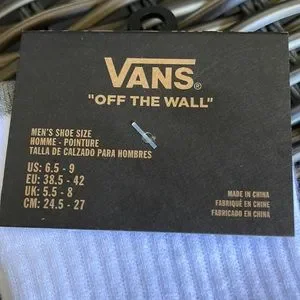 VANS®
"OFF THE WALL"
MEN'S SHOE SIZE
HOMME - POINTURE
TALLA DE CALZADO PARA HOMBRES
US: 6.5 - 9
EU: 38.5 - 42
UK: 5.5 - 8
CM: 24.5 - 27
MADE IN CHINA
FABRIQUÉ EN CHINE
FABRICADO EN CHINA